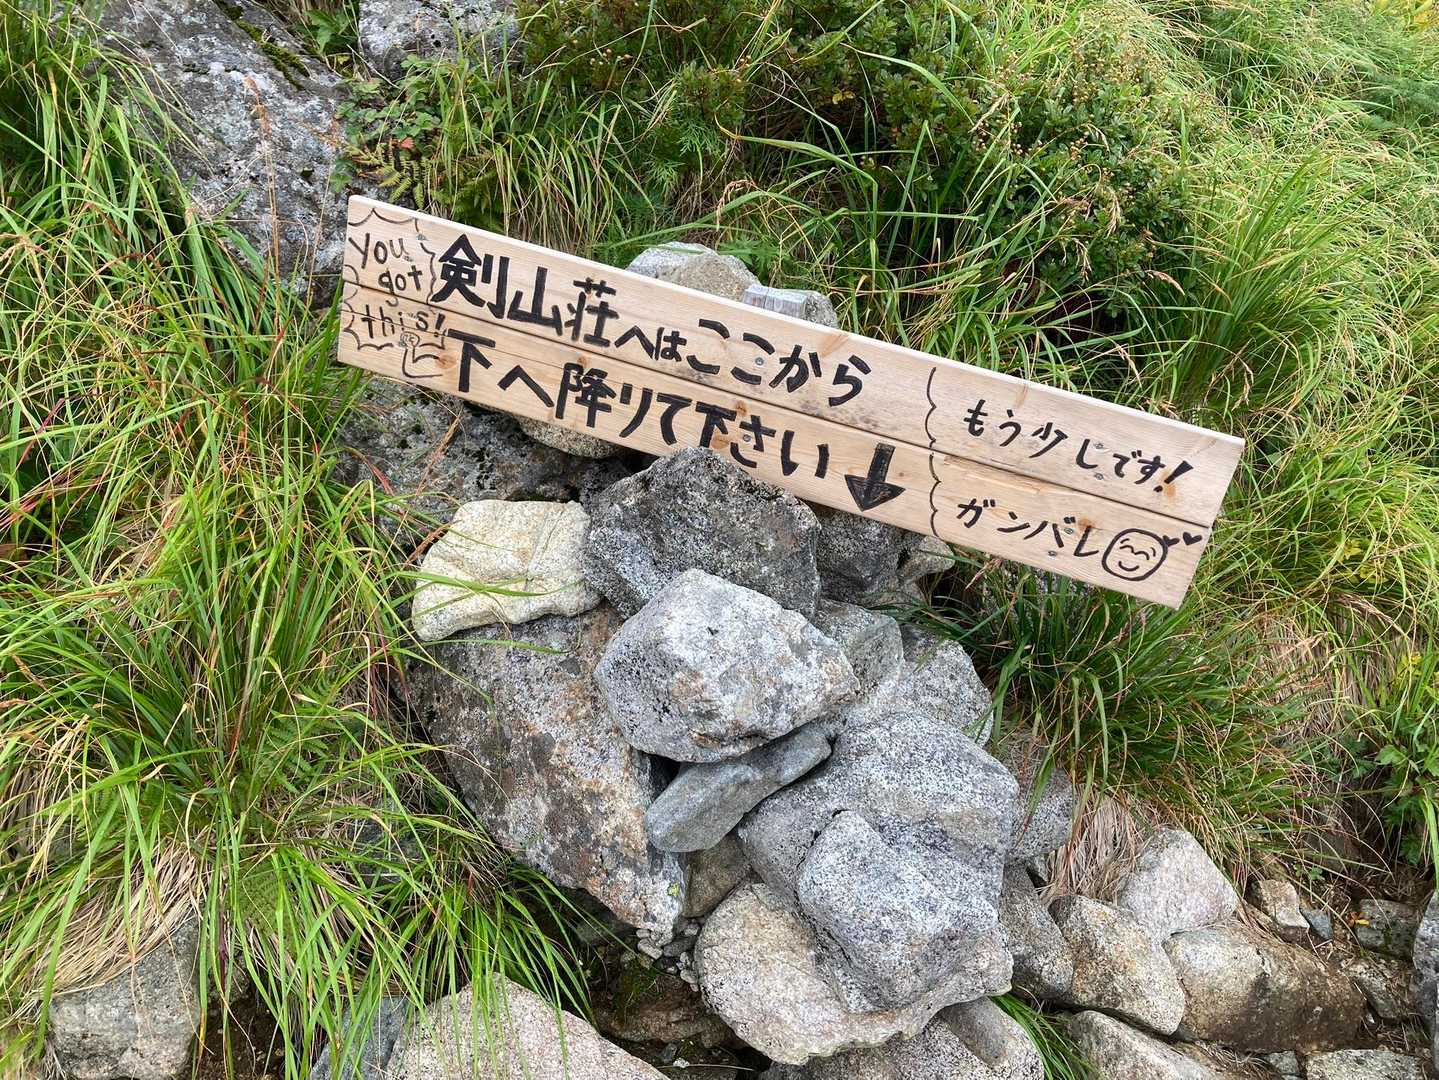 you
got
this!
剣山荘へはここから
下へ降りて下さい↓
もう少しです!
ガンバレ